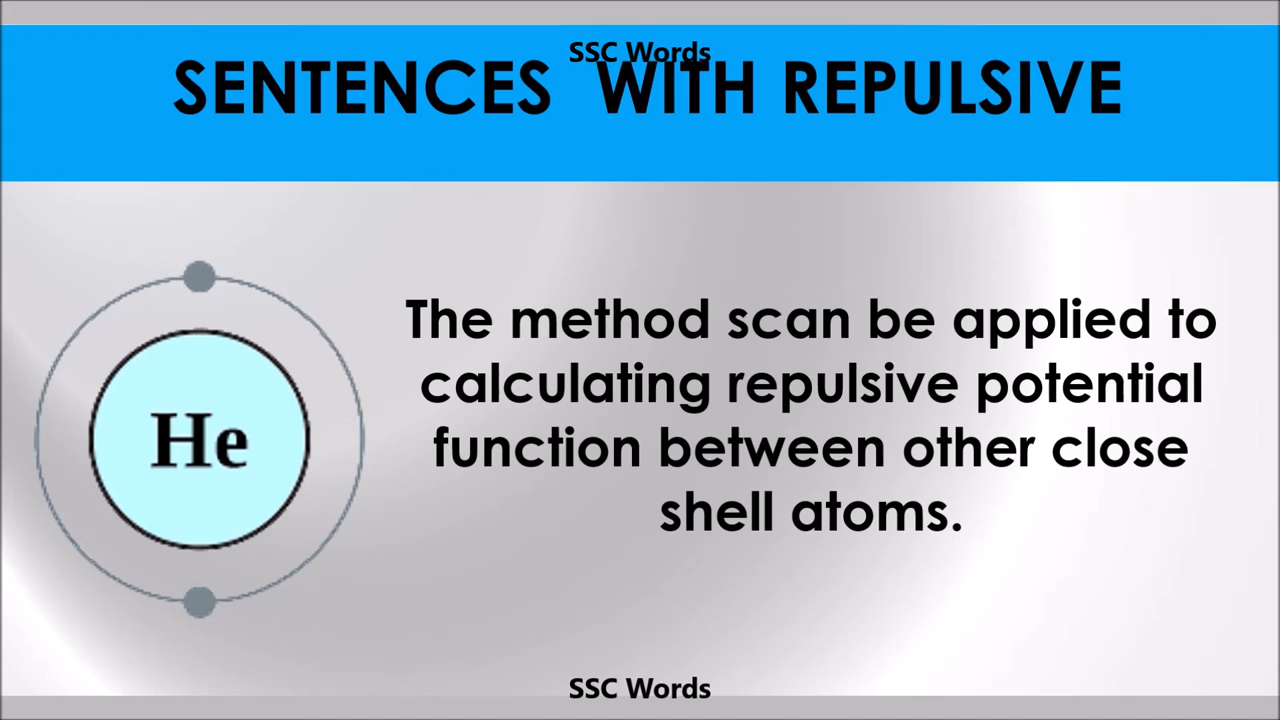 SSC Words
SENTENCES WITH REPULSIVE
The method scan be applied to
calculating repulsive potential
function between other close
shell atoms.
He
SSC Words